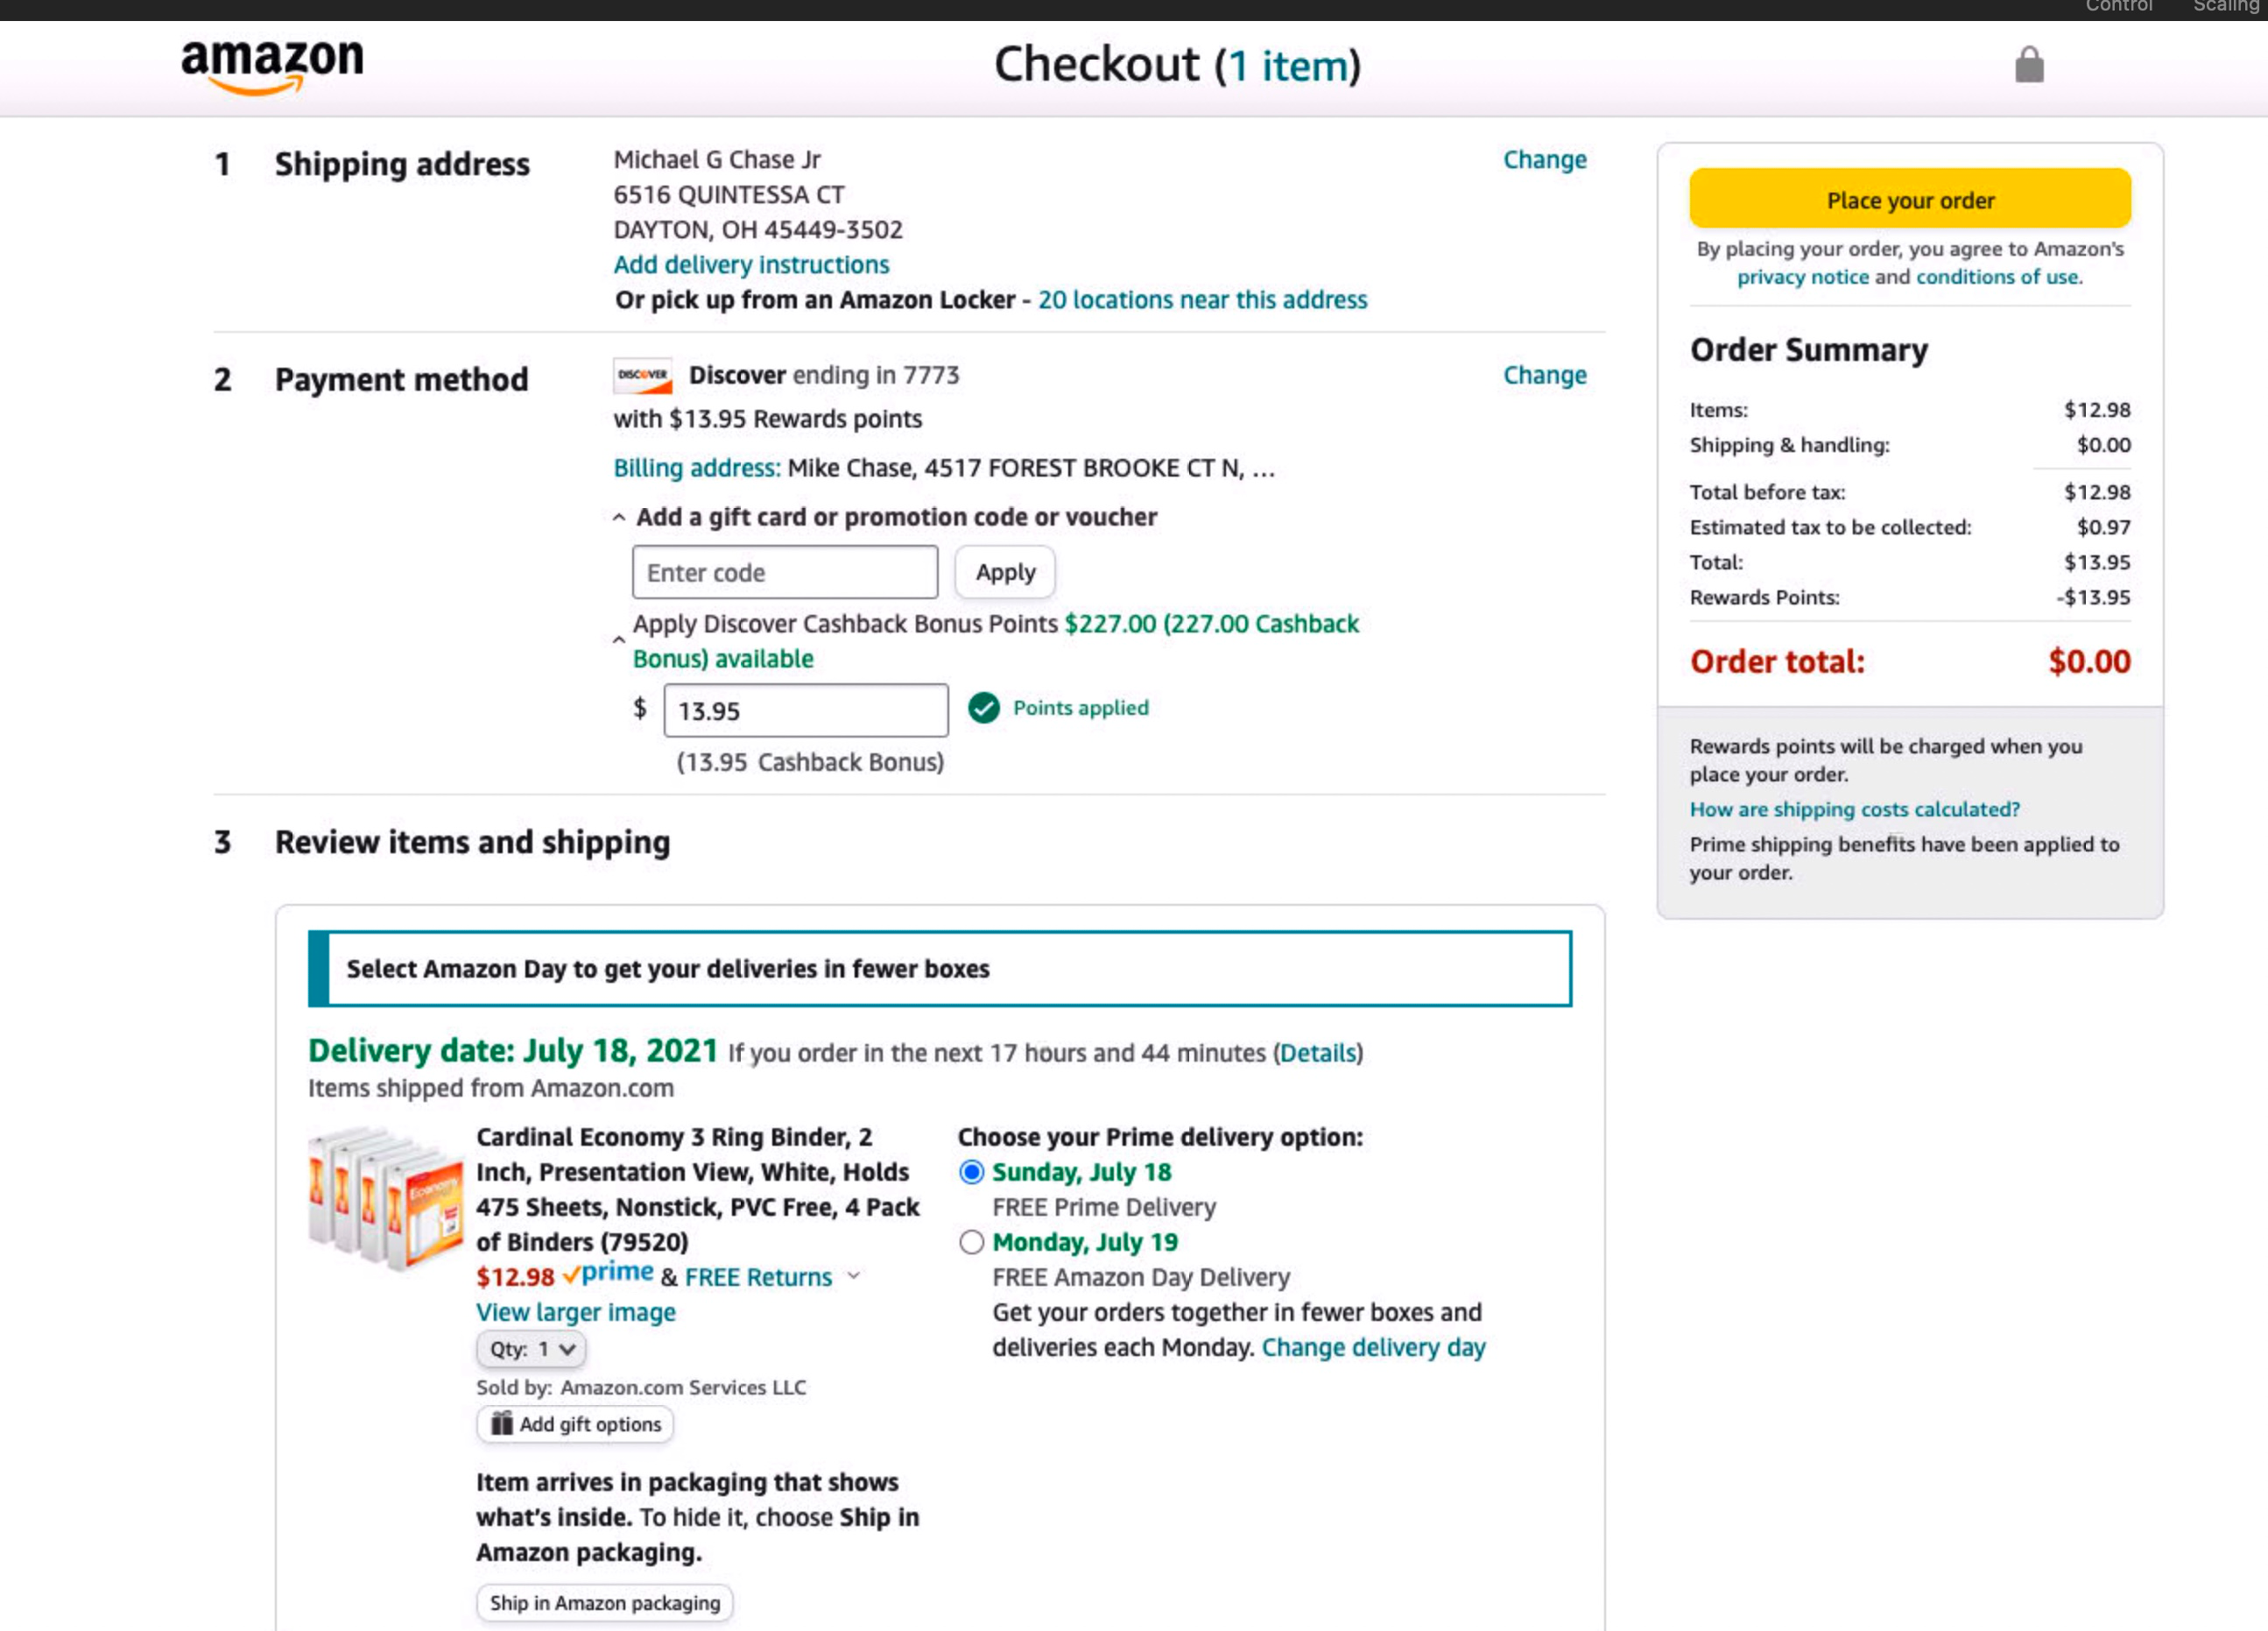 Control Scaling
amazon
Checkout (1 item)
1 Shipping address
Michael G Chase Jr
6516 QUINTESSA CT
DAYTON, OH 45449-3502
Add delivery instructions
Or pick up from an Amazon Locker - 20 locations near this address
Change
2 Payment method
DISCOVER Discover ending in 7773
Change
with $13.95 Rewards points
Billing address: Mike Chase, 4517 FOREST BROOKE CT N, ...
Add a gift card or promotion code or voucher
Enter code Apply
Apply Discover Cashback Bonus Points $227.00 (227.00 Cashback
Bonus) available
$ 13.95 Points applied
(13.95 Cashback Bonus)
3 Review items and shipping
Select Amazon Day to get your deliveries in fewer boxes
Delivery date: July 18, 2021 If you order in the next 17 hours and 44 minutes (Details)
Items shipped from Amazon.com
Economy
Cardinal Economy 3 Ring Binder, 2
Inch, Presentation View, White, Holds
475 Sheets, Nonstick, PVC Free, 4 Pack
of Binders (79520)
$12.98 prime & FREE Returns
View larger image
Qty: 1
Sold by: Amazon.com Services LLC
Add gift options
Item arrives in packaging that shows
what's inside. To hide it, choose Ship in
Amazon packaging.
Ship in Amazon packaging
Choose your Prime delivery option:
Sunday, July 18
FREE Prime Delivery
Monday, July 19
FREE Amazon Day Delivery
Get your orders together in fewer boxes and
deliveries each Monday. Change delivery day
Place your order
By placing your order, you agree to Amazon's
privacy notice and conditions of use.
Order Summary
Items: $12.98
Shipping & handling: $0.00
Total before tax: $12.98
Estimated tax to be collected: $0.97
Total: $13.95
Rewards Points: -$13.95
Order total: $0.00
Rewards points will be charged when you
place your order.
How are shipping costs calculated?
Prime shipping benefits have been applied to
your order.